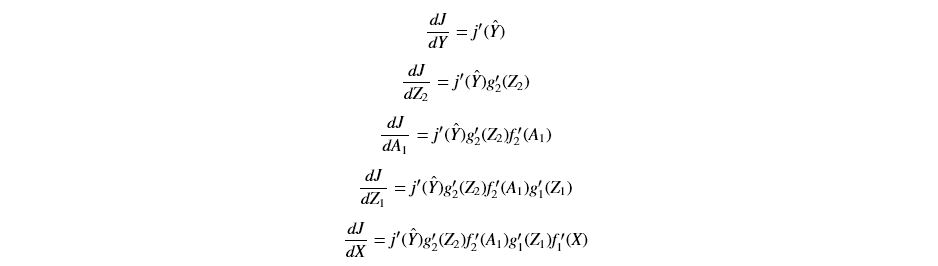 dJ/dY = j′(Ŷ)
dJ/dZ₂ = j′(Ŷ)g₂′(Z₂)
dJ/dA₁ = j′(Ŷ)g₂′(Z₂)f₂′(A₁)
dJ/dZ₁ = j′(Ŷ)g₂′(Z₂)f₂′(A₁)g₁′(Z₁)
dJ/dX = j′(Ŷ)g₂′(Z₂)f₂′(A₁)g₁′(Z₁)f₁′(X)